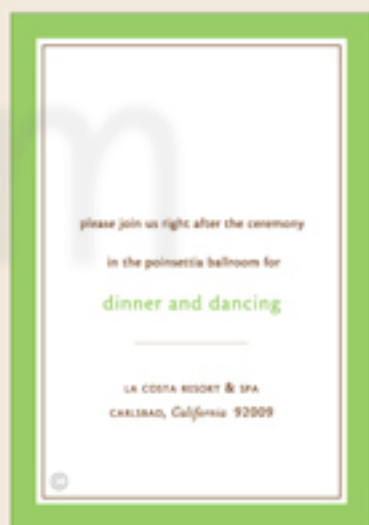 please join us right after the ceremony
in the poinsettia ballroom for
dinner and dancing
LA COSTA RESORT & SPA
CARLSBAD, California 92009